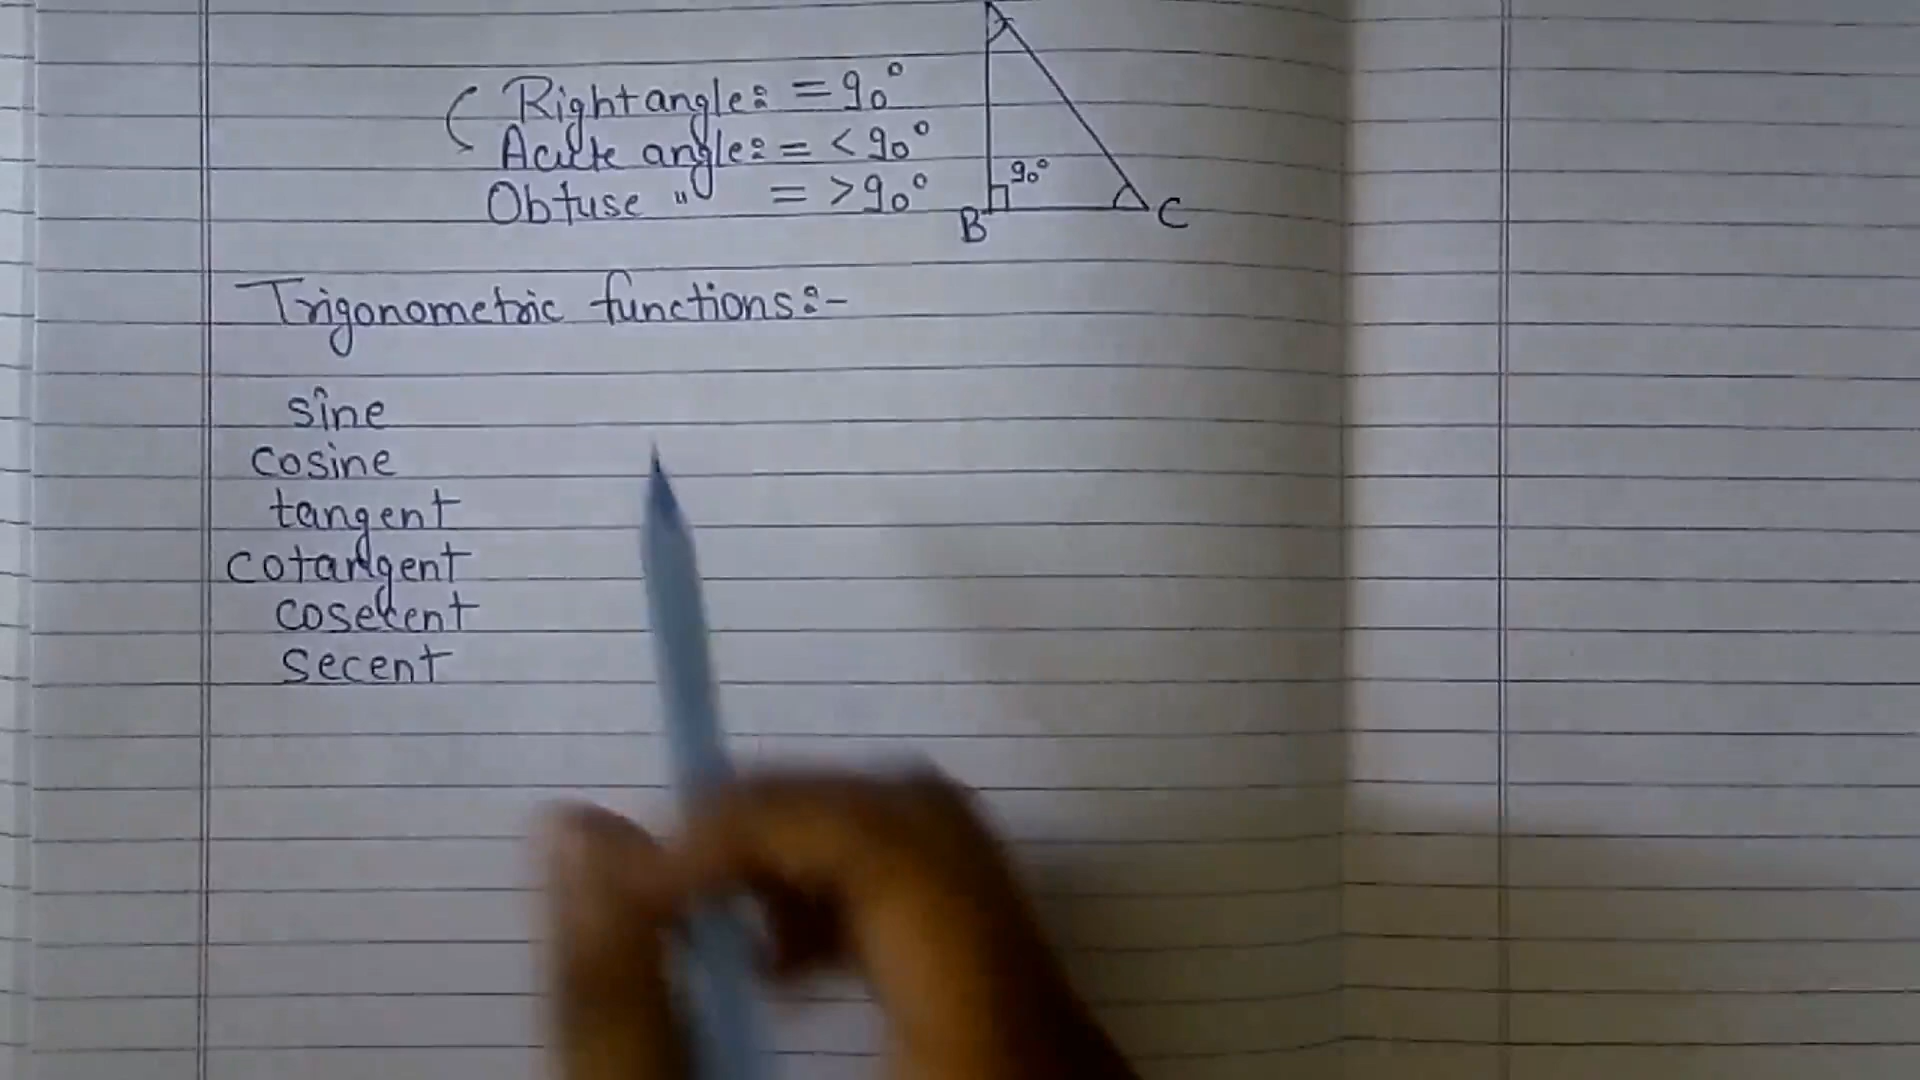 Right angle: = 90°
Acute angle: = < 90°
Obtuse " = > 90°
90°
B
C
Trigonometric functions:-
sine
cosine
tangent
cotangent
cosecent
secent